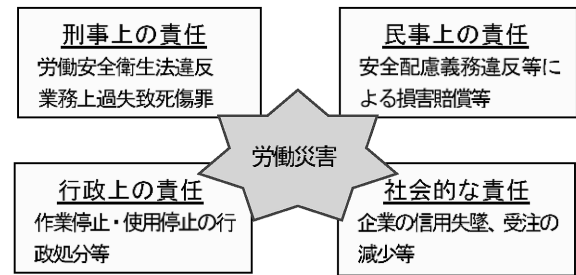 刑事上の責任
労働安全衛生法違反
業務上過失致死傷罪
民事上の責任
安全配慮義務違反等に
よる損害賠償等
労働災害
行政上の責任
作業停止・使用停止の行
政処分等
社会的な責任
企業の信用失墜、受注の
減少等